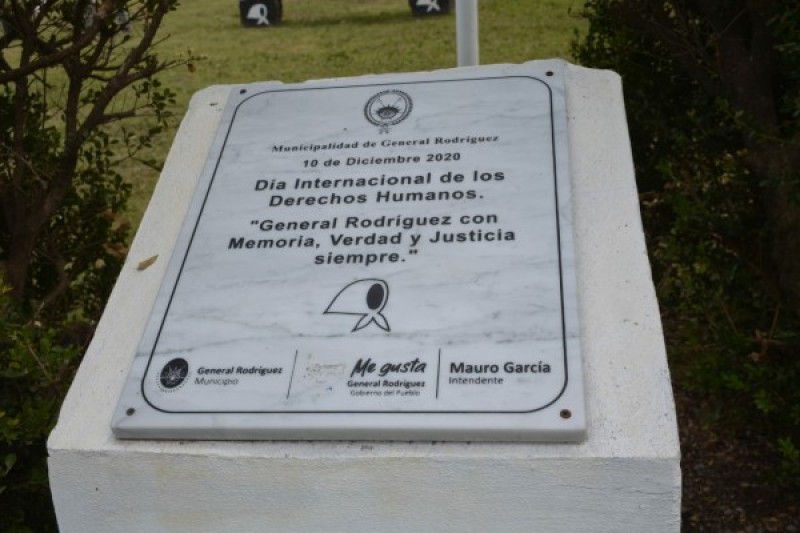 Municipalidad de General Rodríguez
10 de Diciembre 2020
Día Internacional de los
Derechos Humanos.
"General Rodríguez con
Memoria, Verdad y Justicia
siempre."
General Rodríguez
Municipio
Me gusta
General Rodríguez
Gobierno del Pueblo
Mauro García
Intendente